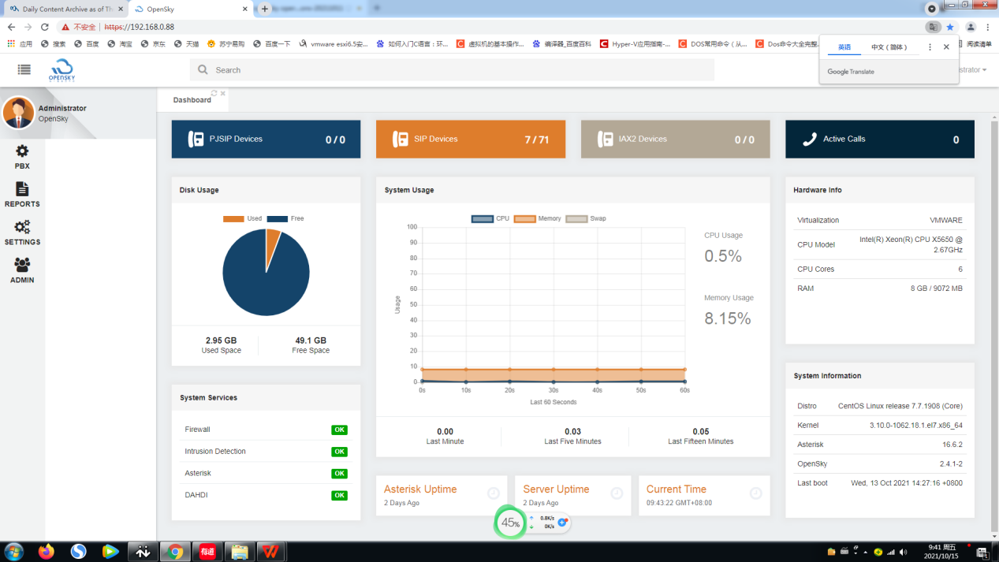 Daily Content Archive as of Th
OpenSky
不安全 | https://192.168.0.88
应用
搜索
百度
淘宝
京东
天猫
苏宁易购
百度一下
vmware esxi6.5安...
如何入门C语言：环...
虚拟机的基本操作...
编译器_百度百科
Hyper-V应用指南-...
DOS常用命令（从...
Dos命令大全完整...
阅读清单
英语
中文（简体）
Google Translate
OPENSKY
Search
strator
Administrator
OpenSky
Dashboard
PBX
REPORTS
SETTINGS
ADMIN
PJSIP Devices 0 / 0
SIP Devices 7 / 71
IAX2 Devices 0 / 0
Active Calls 0
Disk Usage
Used Free
2.95 GB
Used Space
49.1 GB
Free Space
System Services
Firewall OK
Intrusion Detection OK
Asterisk OK
DAHDI OK
System Usage
CPU Memory Swap
100
90
80
70
60
50
40
30
20
10
0
Usage
0s 10s 20s 30s 40s 50s 60s
Last 60 Seconds
CPU Usage
0.5%
Memory Usage
8.15%
0.00
Last Minute
0.03
Last Five Minutes
0.05
Last Fifteen Minutes
Asterisk Uptime
2 Days Ago
Server Uptime
2 Days Ago
Current Time
09:43:22 GMT+08:00
Hardware Info
Virtualization VMWARE
CPU Model Intel(R) Xeon(R) CPU X5650 @
2.67GHz
CPU Cores 6
RAM 8 GB / 9072 MB
System Information
Distro CentOS Linux release 7.7.1908 (Core)
Kernel 3.10.0-1062.18.1.el7.x86_64
Asterisk 16.6.2
OpenSky 2.4.1-2
Last boot Wed, 13 Oct 2021 14:27:16 +0800
45%
0.8K/s
0K/s
有道
9:41 周五
2021/10/15